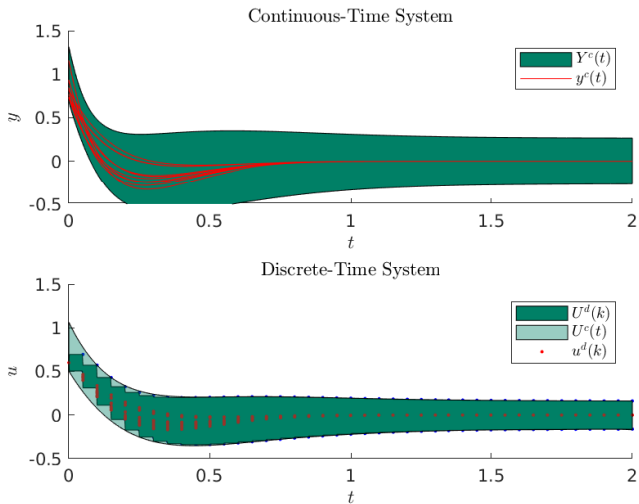 Continuous-Time System
1.5
1
0.5
0
-0.5
y
Y^c(t)
y^c(t)
0 0.5 1 1.5 2
t
Discrete-Time System
1.5
1
0.5
0
-0.5
u
U^d(k)
U^c(t)
u^d(k)
0 0.5 1 1.5 2
t